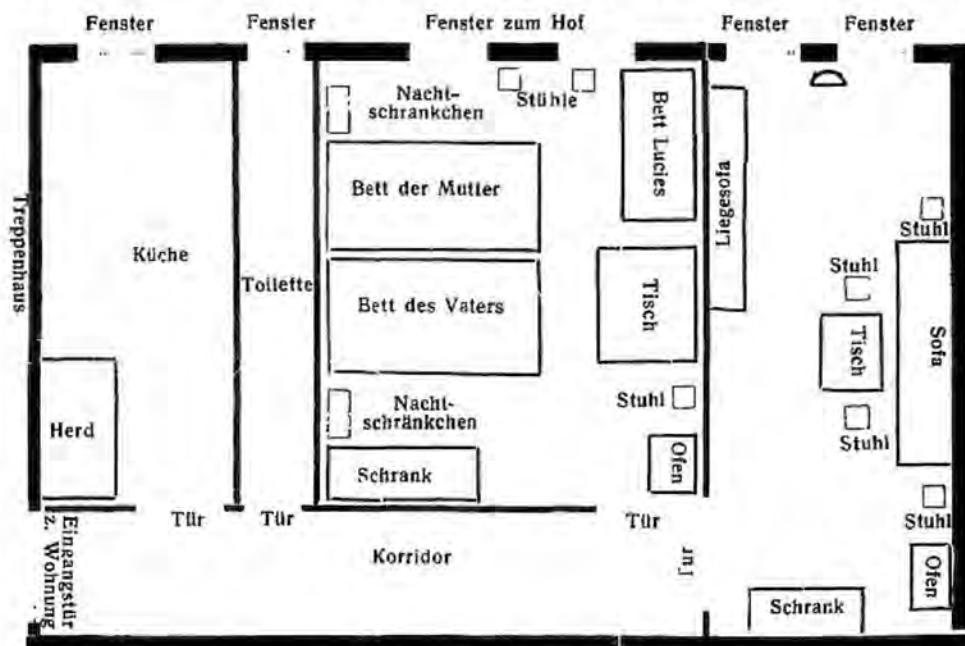 Fenster
Fenster
Fenster zum Hof
Fenster
Fenster
Nacht-
schränkchen
Stühle
Bett Lucies
Liegesofa
Bett der Mutter
Treppenhaus
Küche
Toilette
Bett des Vaters
Tisch
Stuhl
Stuhl
Tisch
Sofa
Stuhl
Herd
Nacht-
schränkchen
Stuhl
Schrank
Ofen
Stuhl
Eingangstür
z. Wohnung
Tür
Tür
Tür
Korridor
Tür
Ofen
Schrank